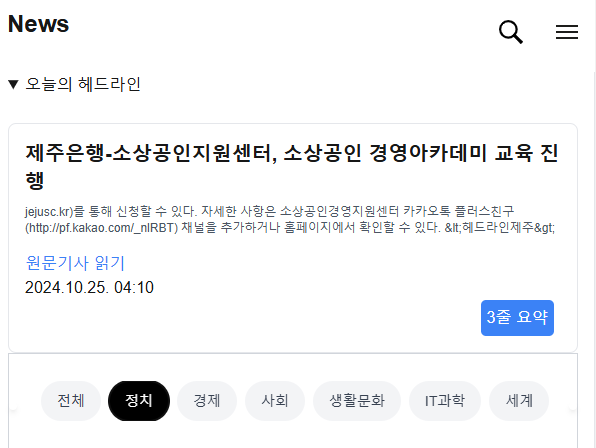 News
▼ 오늘의 헤드라인
제주은행-소상공인지원센터, 소상공인 경영아카데미 교육 진
행
jejusc.kr)를 통해 신청할 수 있다. 자세한 사항은 소상공인경영지원센터 카카오톡 플러스친구
(http://pf.kakao.com/_nlRBT) 채널을 추가하거나 홈페이지에서 확인할 수 있다. &lt;헤드라인제주&gt;
원문기사 읽기
2024.10.25. 04:10
3줄 요약
전체 정치 경제 사회 생활문화 IT과학 세계